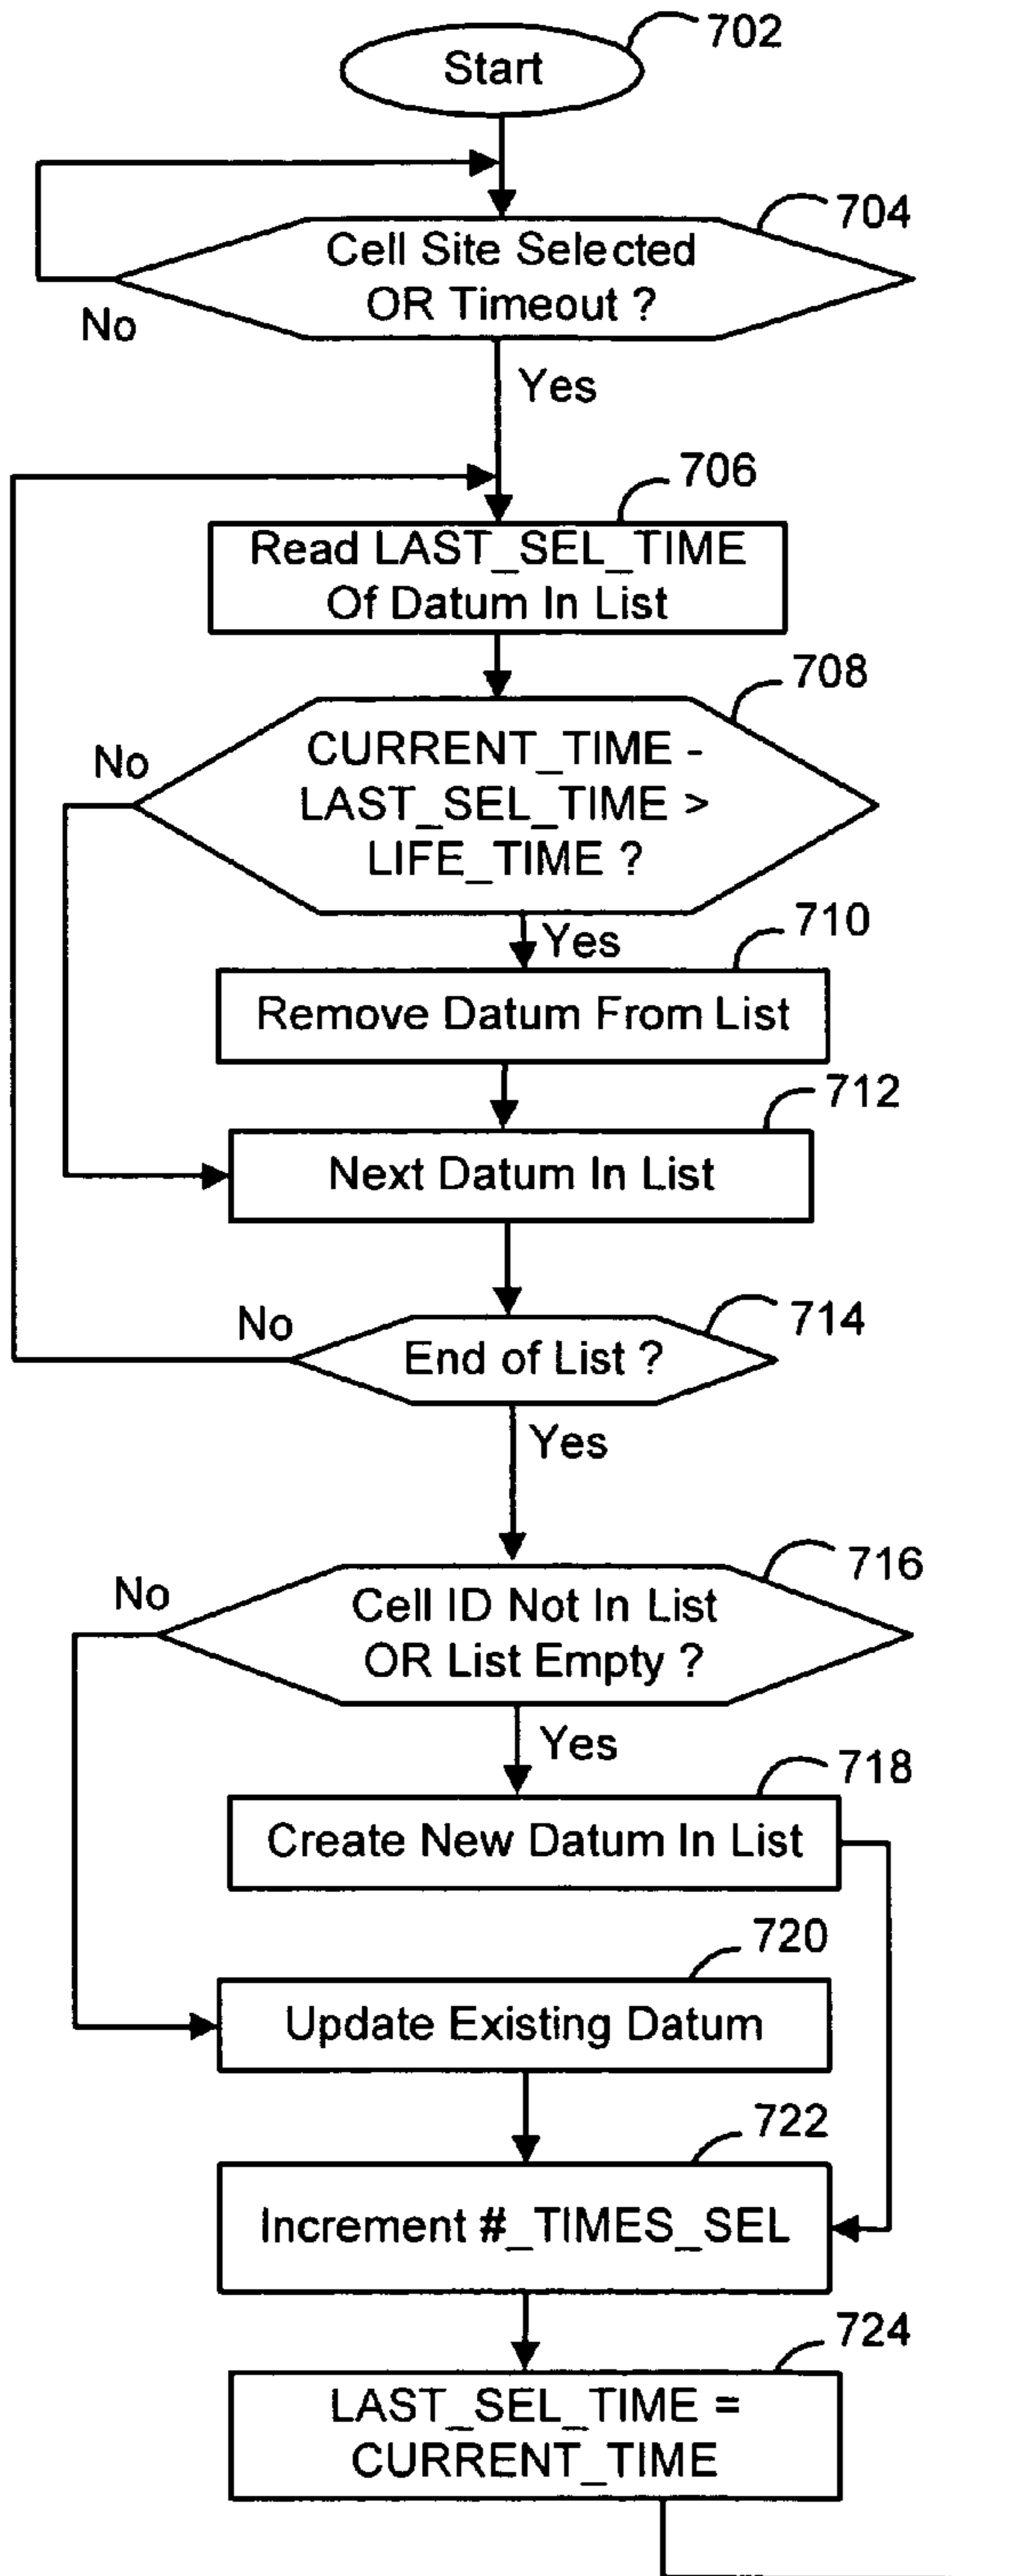 702
Start
704
Cell Site Selected
OR Timeout ?
No
Yes
706
Read LAST_SEL_TIME
Of Datum In List
708
No
CURRENT_TIME -
LAST_SEL_TIME >
LIFE_TIME ?
Yes
710
Remove Datum From List
712
Next Datum In List
714
No
End of List ?
Yes
716
No
Cell ID Not In List
OR List Empty ?
Yes
718
Create New Datum In List
720
Update Existing Datum
722
Increment #_TIMES_SEL
724
LAST_SEL_TIME =
CURRENT_TIME